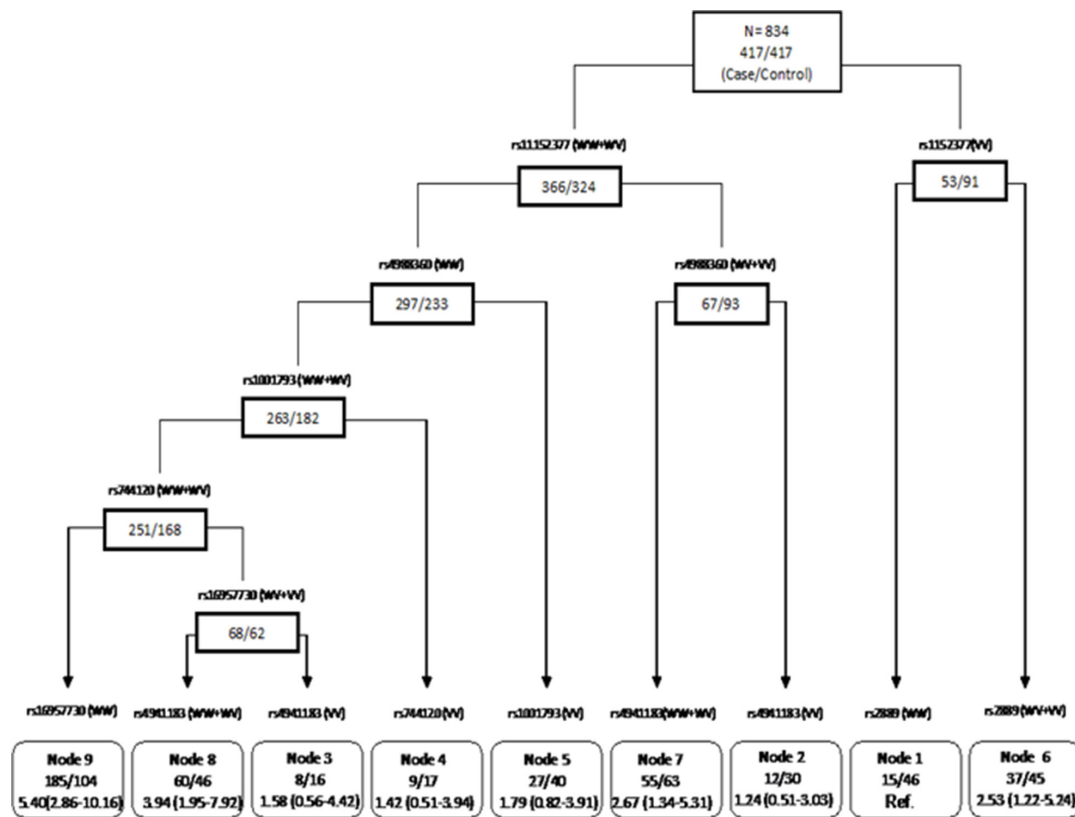 N= 834
417/417
(Case/Control)
rs11152377 (WW+WV)
rs1152377(VV)
366/324
53/91
rs4988360 (WW)
rs4988360 (WV+VV)
297/233
67/93
rs1001793 (WW+WV)
263/182
rs744120 (WW+WV)
251/168
rs16957730 (WV+VV)
68/62
rs16957730 (WW)
rs4941183 (WW+WV)
rs4941183 (VV)
rs744120 (VV)
rs1001793 (VV)
rs4941183(WW+WV)
rs4941183 (VV)
rs2889 (WW)
rs2889 (WV+VV)
Node 9
185/104
5.40(2.86-10.16)
Node 8
60/46
3.94 (1.95-7.92)
Node 3
8/16
1.58 (0.56-4.42)
Node 4
9/17
1.42 (0.51-3.94)
Node 5
27/40
1.79 (0.82-3.91)
Node 7
55/63
2.67 (1.34-5.31)
Node 2
12/30
1.24 (0.51-3.03)
Node 1
15/46
Ref.
Node 6
37/45
2.53 (1.22-5.24)